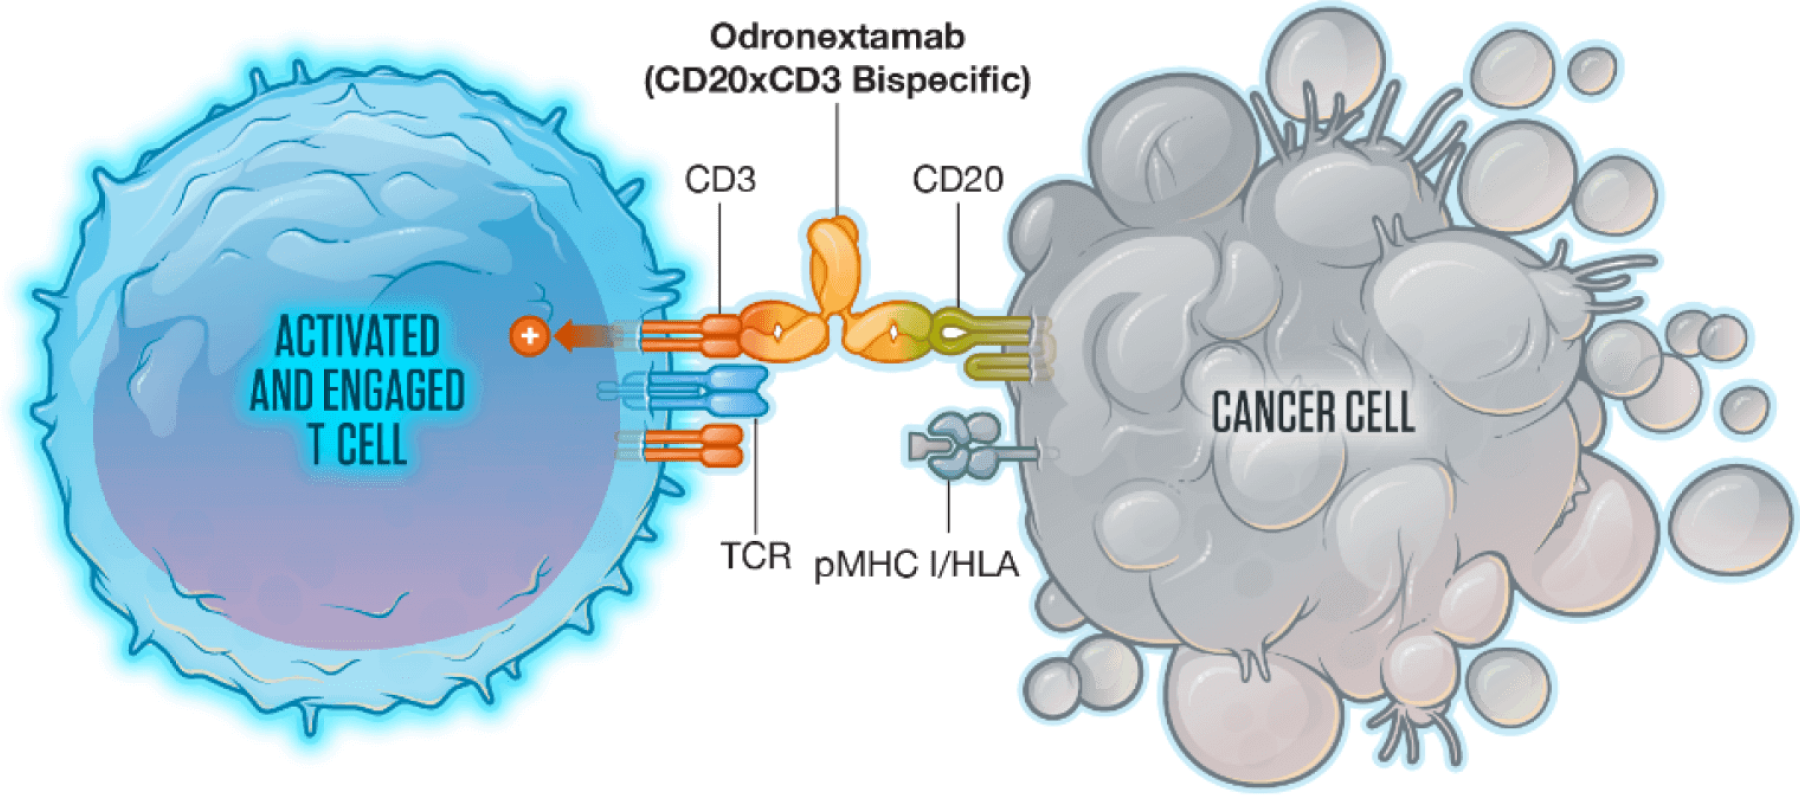 Odronextamab
(CD20xCD3 Bispecific)
CD3
CD20
+
ACTIVATED
AND ENGAGED
T CELL
CANCER CELL
TCR
pMHC I/HLA